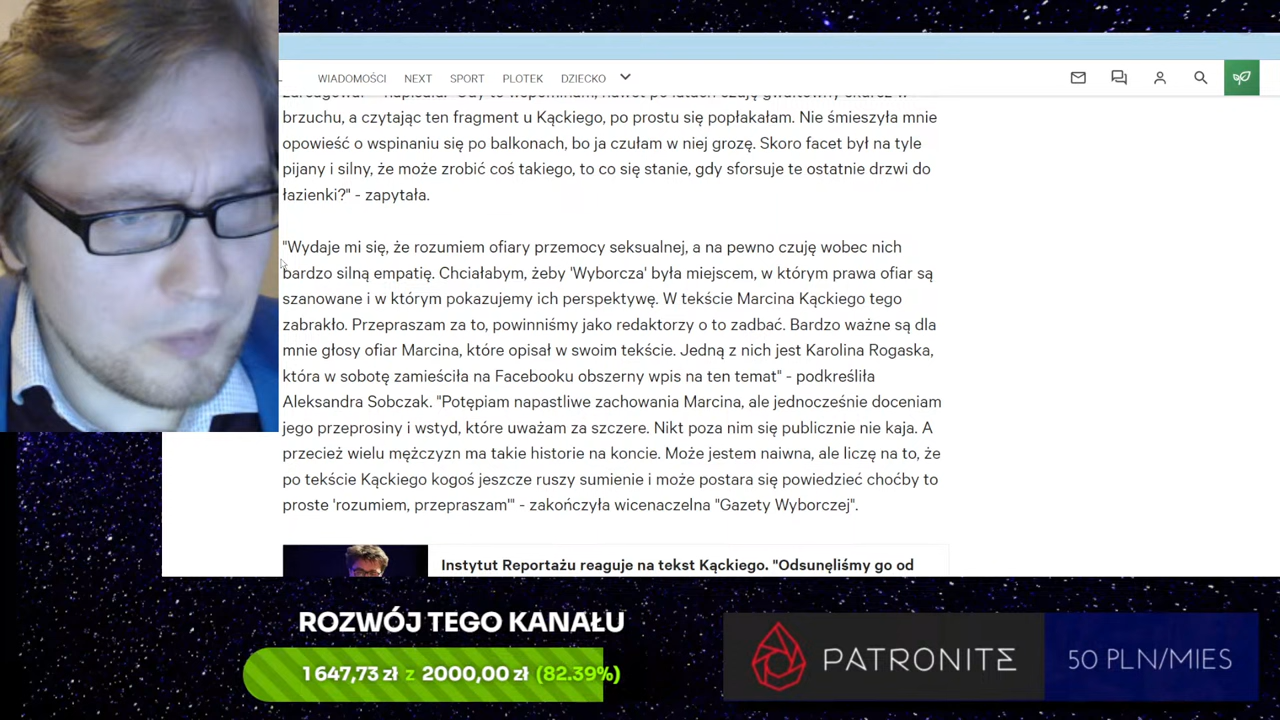 WIADOMOŚCI NEXT SPORT PLOTEK DZIECKO
brzuchu, a czytając ten fragment u Kąckiego, po prostu się popłakałam. Nie śmieszyła mnie
opowieść o wspinaniu się po balkonach, bo ja czułam w niej grozę. Skoro facet był na tyle
pijany i silny, że może zrobić coś takiego, to co się stanie, gdy sforsuje te ostatnie drzwi do
łazienki?" - zapytała.
"Wydaje mi się, że rozumiem ofiary przemocy seksualnej, a na pewno czuję wobec nich
bardzo silną empatię. Chciałabym, żeby 'Wyborcza' była miejscem, w którym prawa ofiar są
szanowane i w którym pokazujemy ich perspektywę. W tekście Marcina Kąckiego tego
zabrakło. Przepraszam za to, powinniśmy jako redaktorzy o to zadbać. Bardzo ważne są dla
mnie głosy ofiar Marcina, które opisał w swoim tekście. Jedną z nich jest Karolina Rogaska,
która w sobotę zamieściła na Facebooku obszerny wpis na ten temat" - podkreśliła
Aleksandra Sobczak. "Potępiam napastliwe zachowania Marcina, ale jednocześnie doceniam
jego przeprosiny i wstyd, które uważam za szczere. Nikt poza nim się publicznie nie kaja. A
przecież wielu mężczyzn ma takie historie na koncie. Może jestem naiwna, ale liczę na to, że
po tekście Kąckiego kogoś jeszcze ruszy sumienie i może postara się powiedzieć choćby to
proste 'rozumiem, przepraszam'" - zakończyła wicenaczelna "Gazety Wyborczej".
Instytut Reportażu reaguje na tekst Kąckiego. "Odsunęliśmy go od
ROZWÓJ TEGO KANAŁU
1 647,73 zł z 2000,00 zł (82.39%)
PATRONITE 50 PLN/MIES